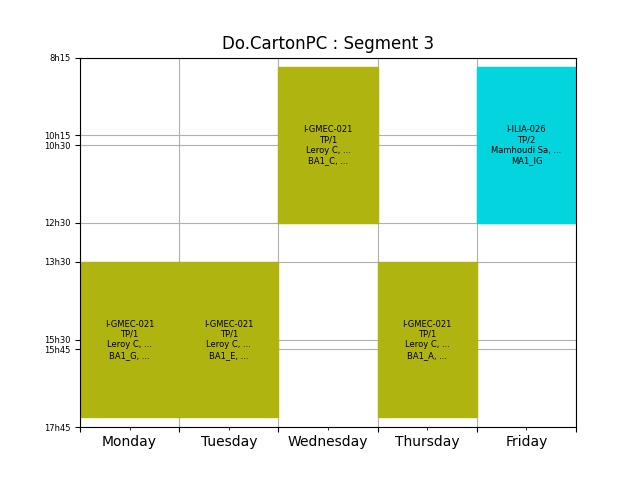 Do.CartonPC : Segment 3
8h15
10h15
10h30
12h30
13h30
15h30
15h45
17h45
I-GMEC-021
TP/1
Leroy C, ...
BA1_C, ...
I-ILIA-026
TP/2
Mamhoudi Sa, ...
MA1_IG
I-GMEC-021
TP/1
Leroy C, ...
BA1_G, ...
I-GMEC-021
TP/1
Leroy C, ...
BA1_E, ...
I-GMEC-021
TP/1
Leroy C, ...
BA1_A, ...
Monday
Tuesday
Wednesday
Thursday
Friday